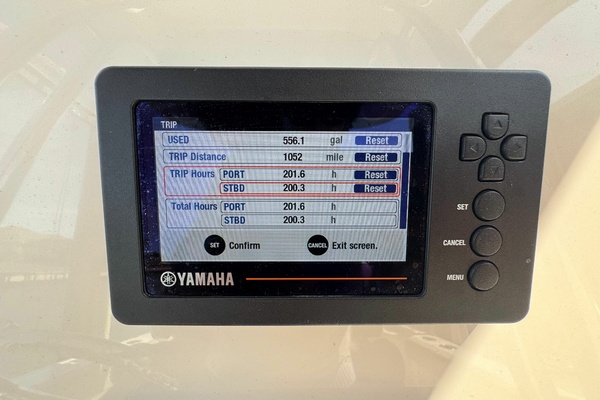 TRIP
USED 556.1 gal Reset
TRIP Distance 1052 mile Reset
TRIP Hours PORT 201.6 h Reset
STBD 200.3 h Reset
Total Hours PORT 201.6 h
STBD 200.3 h
SET Confirm CANCEL Exit screen.
YAMAHA
SET
CANCEL
MENU